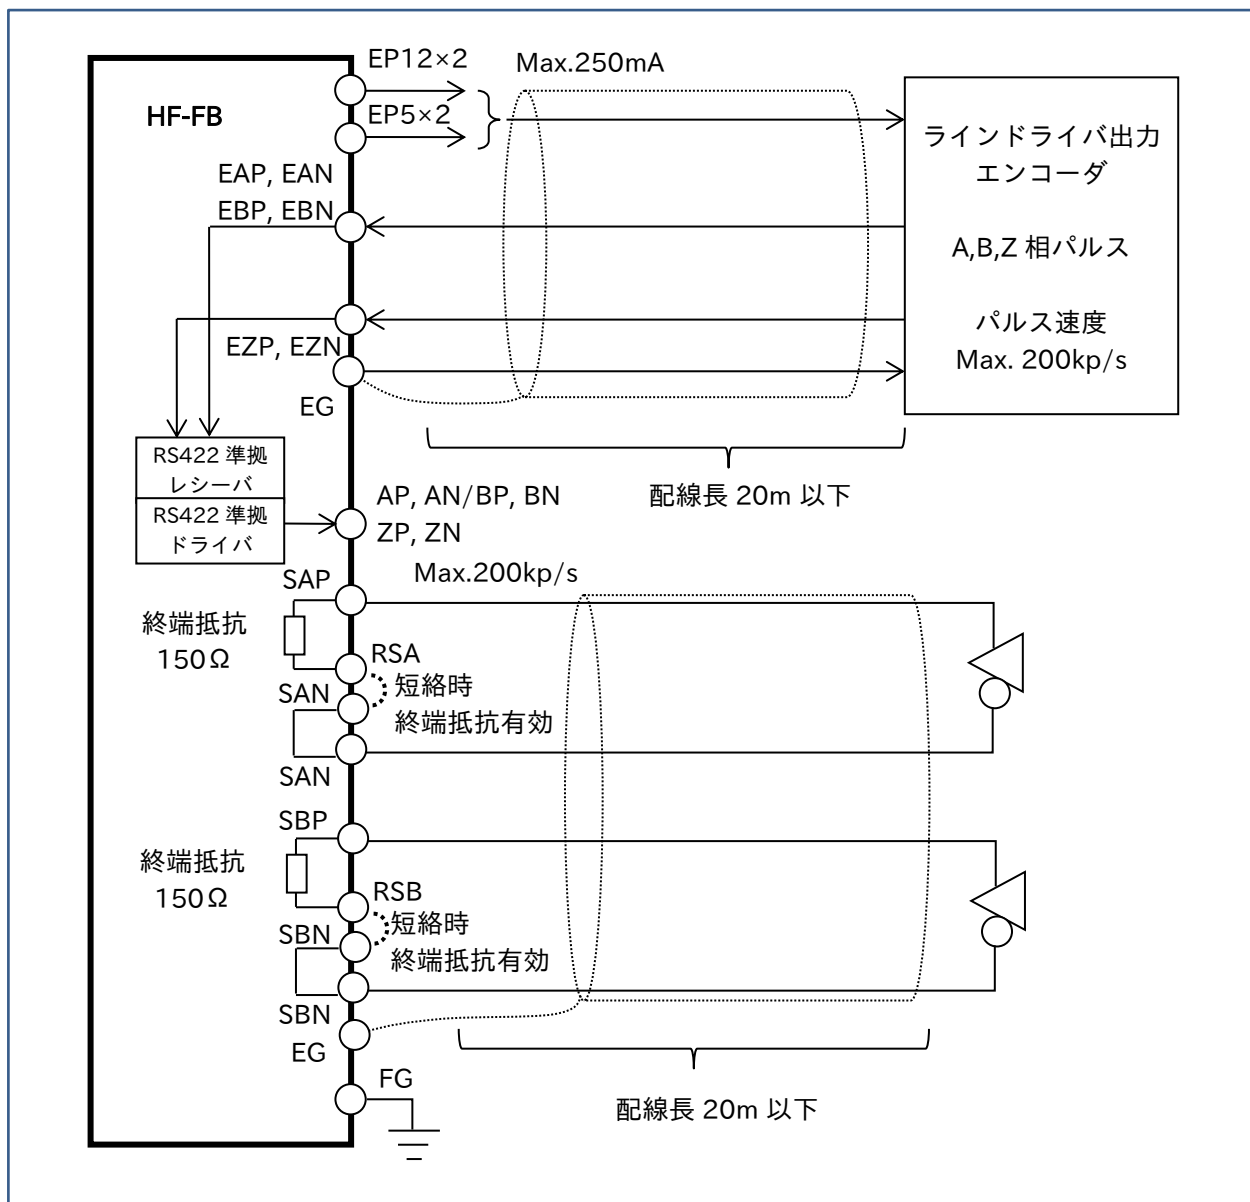 EP12×2
Max.250mA
HF-FB
EP5×2
ラインドライバ出力
エンコーダ
EAP, EAN
EBP, EBN
A,B,Z 相パルス
パルス速度
Max. 200kp/s
EZP, EZN
EG
RS422 準拠
レシーバ
RS422 準拠
ドライバ
配線長 20m 以下
AP, AN/BP, BN
ZP, ZN
Max.200kp/s
SAP
終端抵抗
150Ω
RSA
短絡時
終端抵抗有効
SAN
SAN
SBP
終端抵抗
150Ω
RSB
短絡時
終端抵抗有効
SBN
SBN
EG
FG
配線長 20m 以下